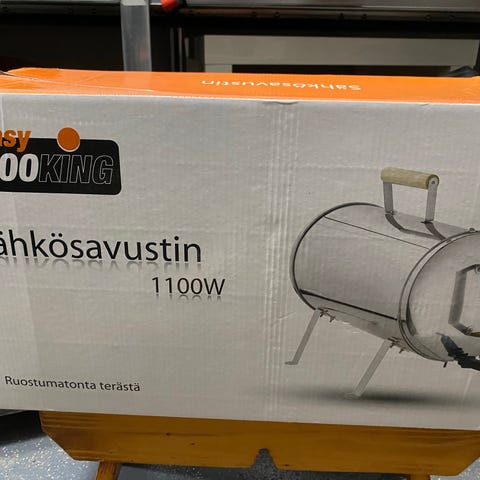 Sähkösavustin
asy
OOKING
ähkösavustin
1100W
Ruostumatonta terästä